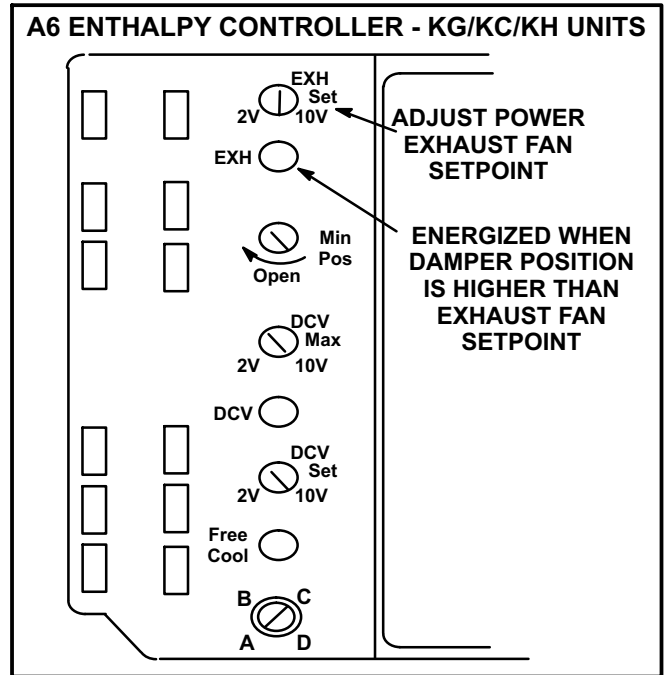 A6 ENTHALPY CONTROLLER - KG/KC/KH UNITS
EXH
Set
2V 10V
ADJUST POWER
EXHAUST FAN
SETPOINT
EXH
ENERGIZED WHEN
DAMPER POSITION
IS HIGHER THAN
EXHAUST FAN
SETPOINT
Min
Pos
Open
DCV
Max
2V 10V
DCV
DCV
Set
2V 10V
Free
Cool
B C
A D